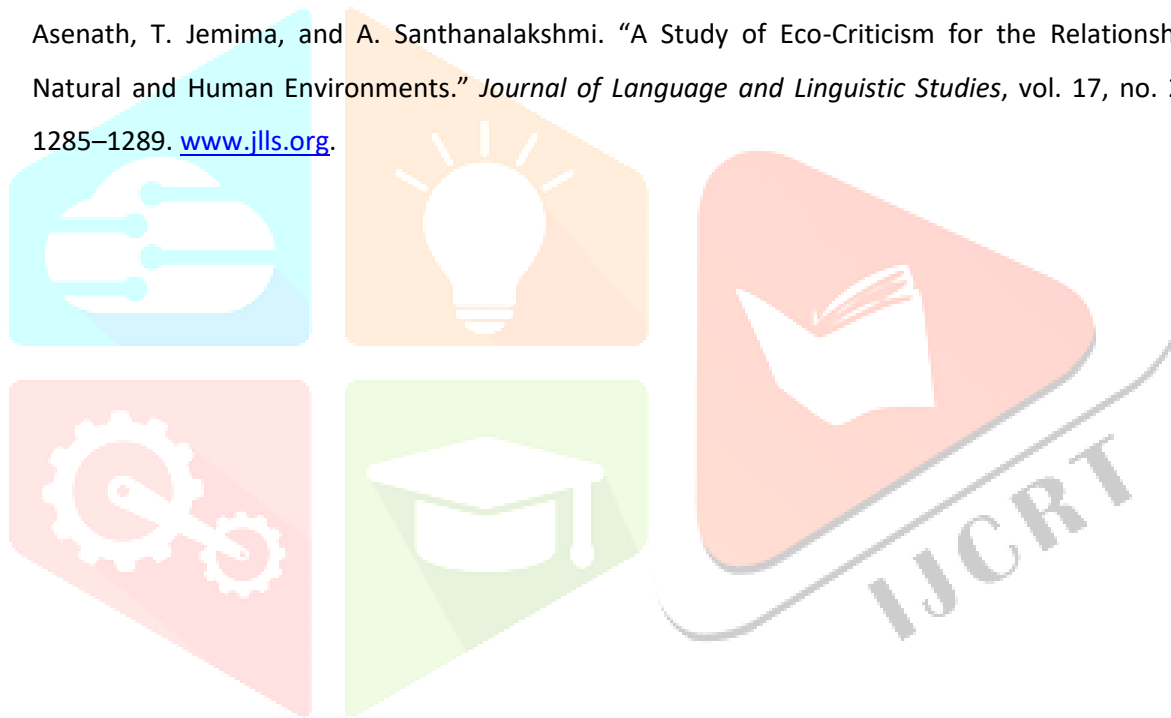 Asenath, T. Jemima, and A. Santhanalakshmi. “A Study of Eco-Criticism for the
Natural and Human Environments.” Journal of Language and Linguistic Studies, vol. 17, no.
1285–1289. www.jlls.org.
IJCRT